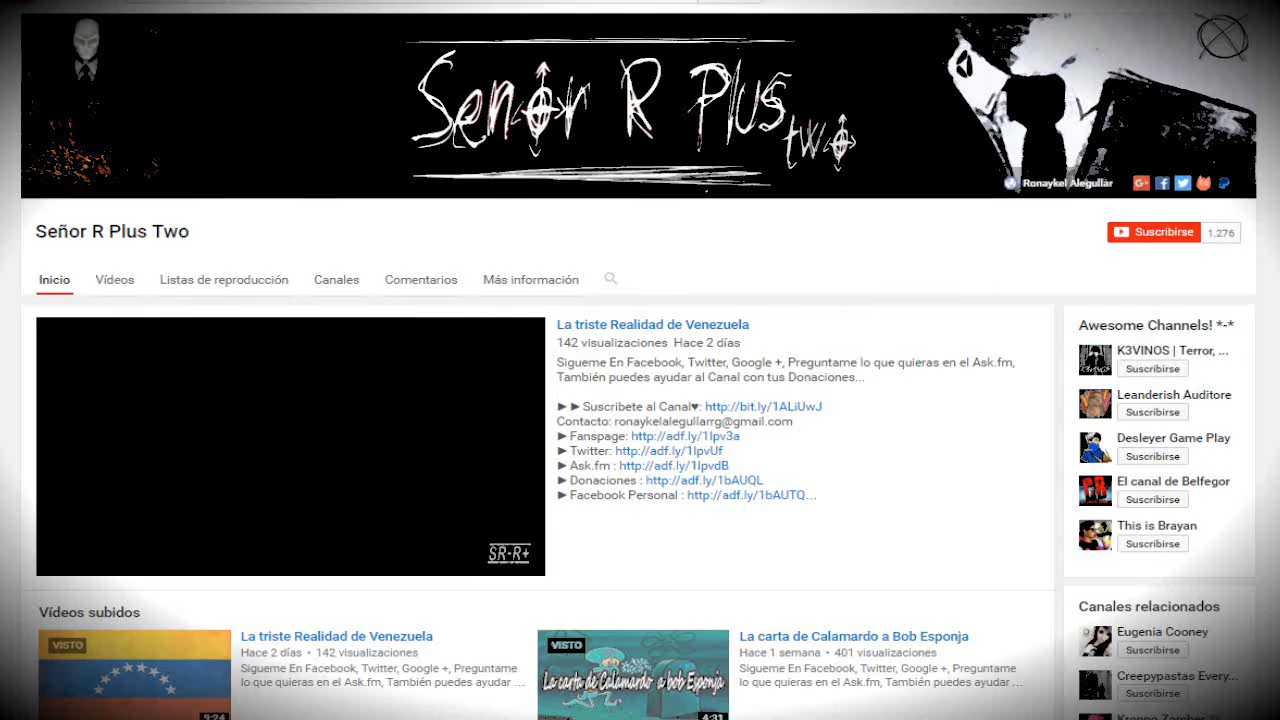 Señor R Plus
two
Ronaykel Alegullar
Señor R Plus Two
Suscribirse 1.276
Inicio Vídeos Listas de reproducción Canales Comentarios Más información
La triste Realidad de Venezuela
142 visualizaciones Hace 2 días
Sigueme En Facebook, Twitter, Google +, Preguntame lo que quieras en el Ask.fm,
También puedes ayudar al Canal con tus Donaciones...
►►Suscribete al Canal♥: http://bit.ly/1ALiUwJ
Contacto: ronaykelalegullarrg@gmail.com
►Fanspage: http://adf.ly/1Ipv3a
►Twitter: http://adf.ly/1IpvUf
►Ask.fm : http://adf.ly/1IpvdB
►Donaciones : http://adf.ly/1bAUQL
►Facebook Personal : http://adf.ly/1bAUTQ...
SR-R+
Awesome Channels! *-*
K3VINOS | Terror, ...
Suscribirse
Leanderish Auditore
Suscribirse
Desleyer Game Play
Suscribirse
El canal de Belfegor
Suscribirse
This is Brayan
Suscribirse
Vídeos subidos
VISTO
La triste Realidad de Venezuela
Hace 2 días • 142 visualizaciones
Sigueme En Facebook, Twitter, Google +, Preguntame
lo que quieras en el Ask.fm, También puedes ayudar ...
9:24
VISTO
La carta de Calamardo a bob Esponja
4:31
La carta de Calamardo a Bob Esponja
Hace 1 semana • 401 visualizaciones
Sigueme En Facebook, Twitter, Google +, Preguntame
lo que quieras en el Ask.fm, También puedes ayudar ...
Canales relacionados
Eugenia Cooney
Suscribirse
Creepypastas Every...
Suscribirse